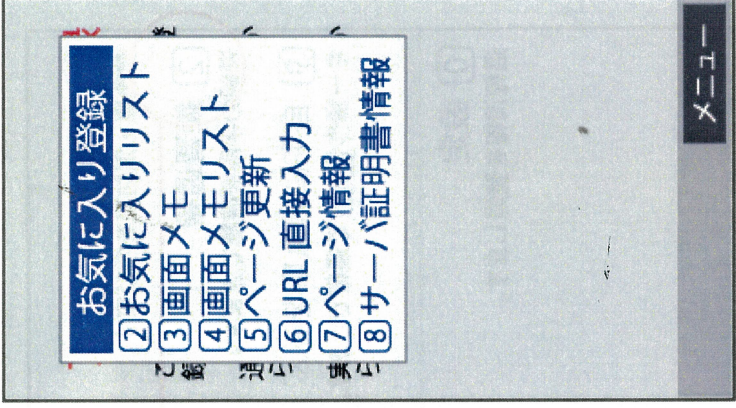 お気に入り登録
2お気に入りリスト
3画面メモ
4画面メモリスト
5ページ更新
6URL直接入力
7ページ情報
8サーバ証明書情報
メニュー